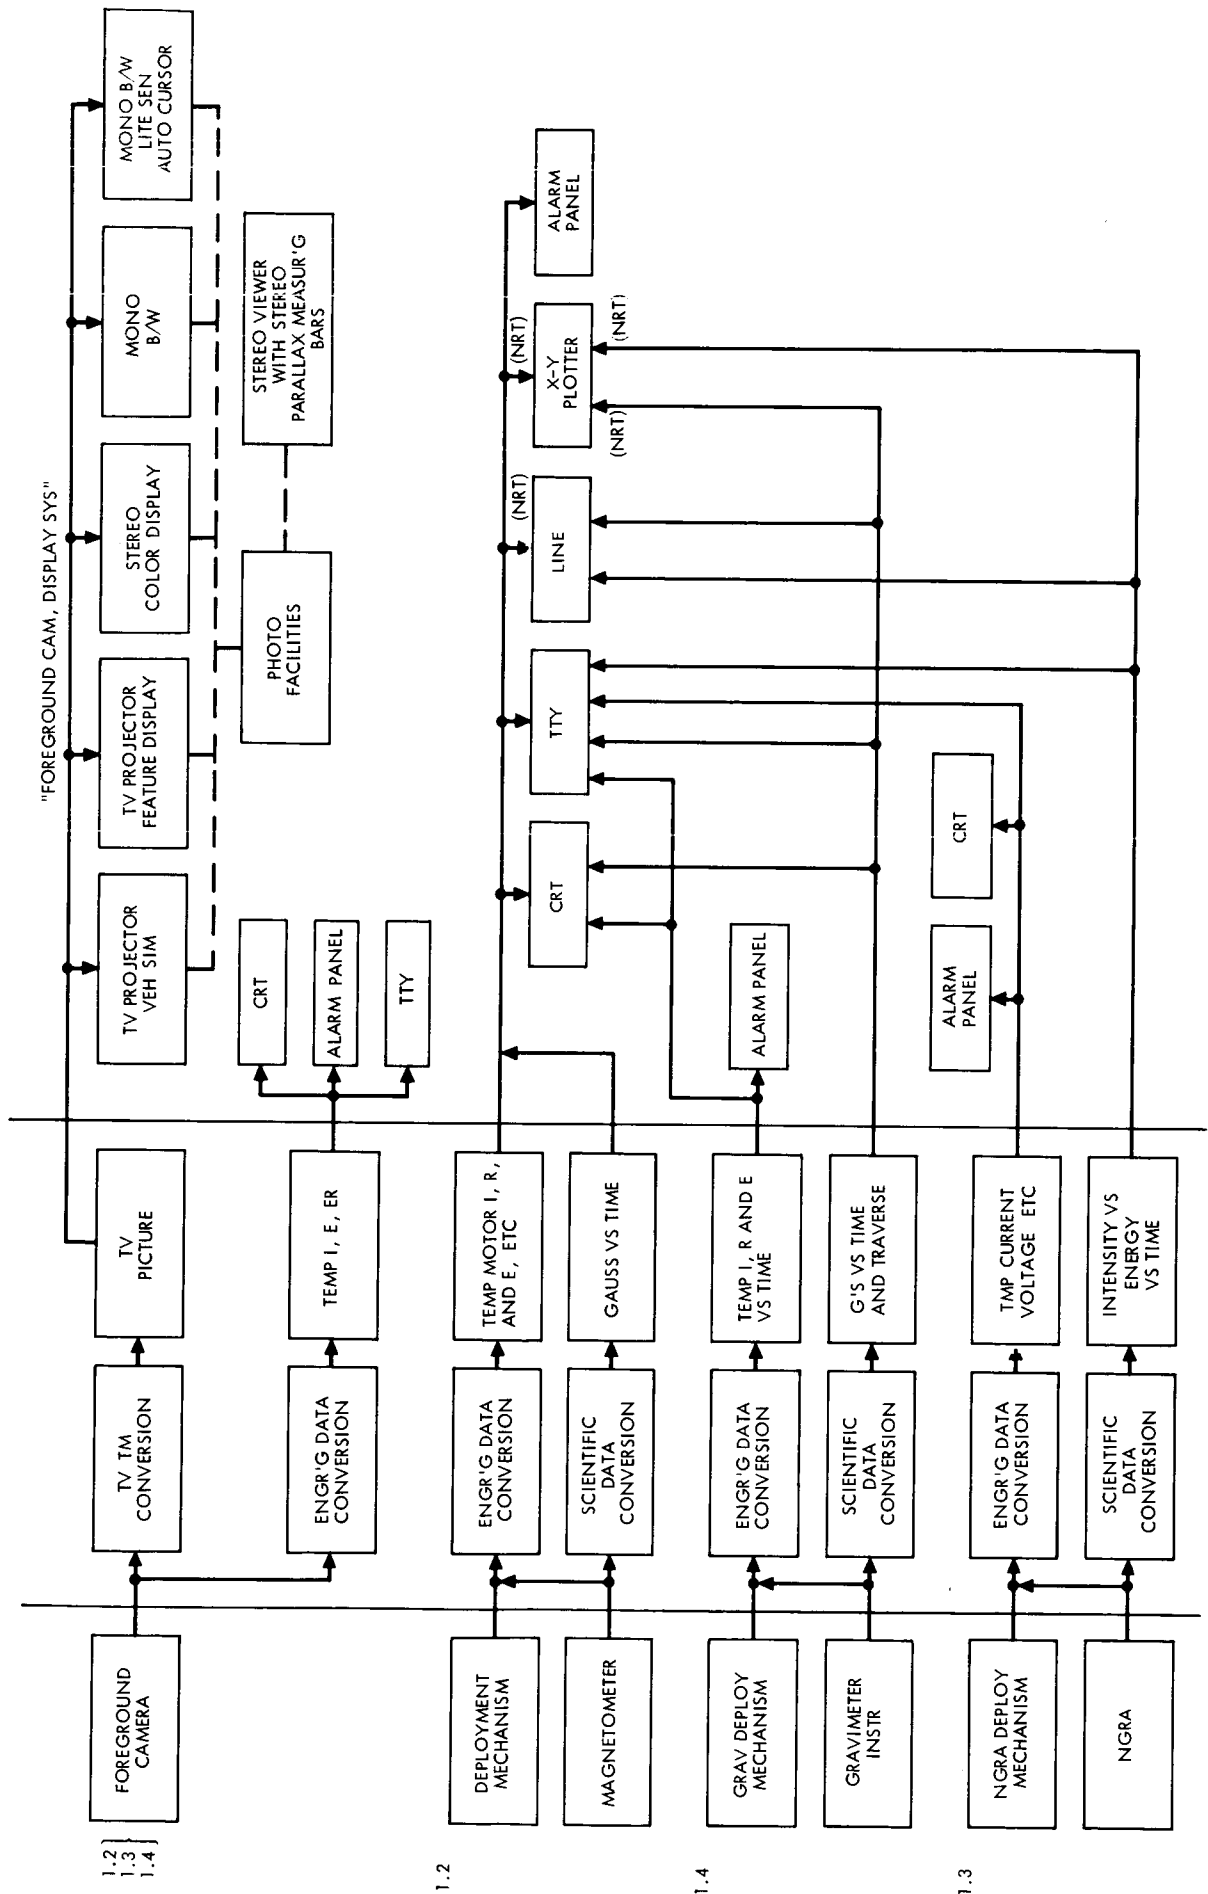 1.2
1.3
1.4
FOREGROUND
CAMERA
TV TM
CONVERSION
TV
PICTURE
"FOREGROUND CAM, DISPLAY SYS"
TV PROJECTOR
VEH SIM
TV PROJECTOR
FEATURE DISPLAY
STEREO
COLOR DISPLAY
MONO
B/W
MONO B/W
LITE SEN
AUTO CURSOR
ENGR'G DATA
CONVERSION
TEMP I, E, ER
CRT
ALARM PANEL
TTY
PHOTO
FACILITIES
STEREO VIEWER
WITH STEREO
PARALLAX MEASUR'G
BARS
1.2
DEPLOYMENT
MECHANISM
ENGR'G DATA
CONVERSION
TEMP MOTOR I, R,
AND E, ETC
MAGNETOMETER
SCIENTIFIC
DATA
CONVERSION
GAUSS VS TIME
CRT
TTY
(NRT)
LINE
(NRT)
X-Y
PLOTTER
(NRT)
(NRT)
ALARM
PANEL
1.4
GRAV DEPLOY
MECHANISM
ENGR'G DATA
CONVERSION
TEMP I, R AND E
VS TIME
ALARM PANEL
GRAVIMETER
INSTR
SCIENTIFIC
DATA
CONVERSION
G'S VS TIME
AND TRAVERSE
1.3
NGRA DEPLOY
MECHANISM
ENGR'G DATA
CONVERSION
TMP CURRENT
VOLTAGE ETC
ALARM
PANEL
CRT
NGRA
SCIENTIFIC
DATA
CONVERSION
INTENSITY VS
ENERGY
VS TIME